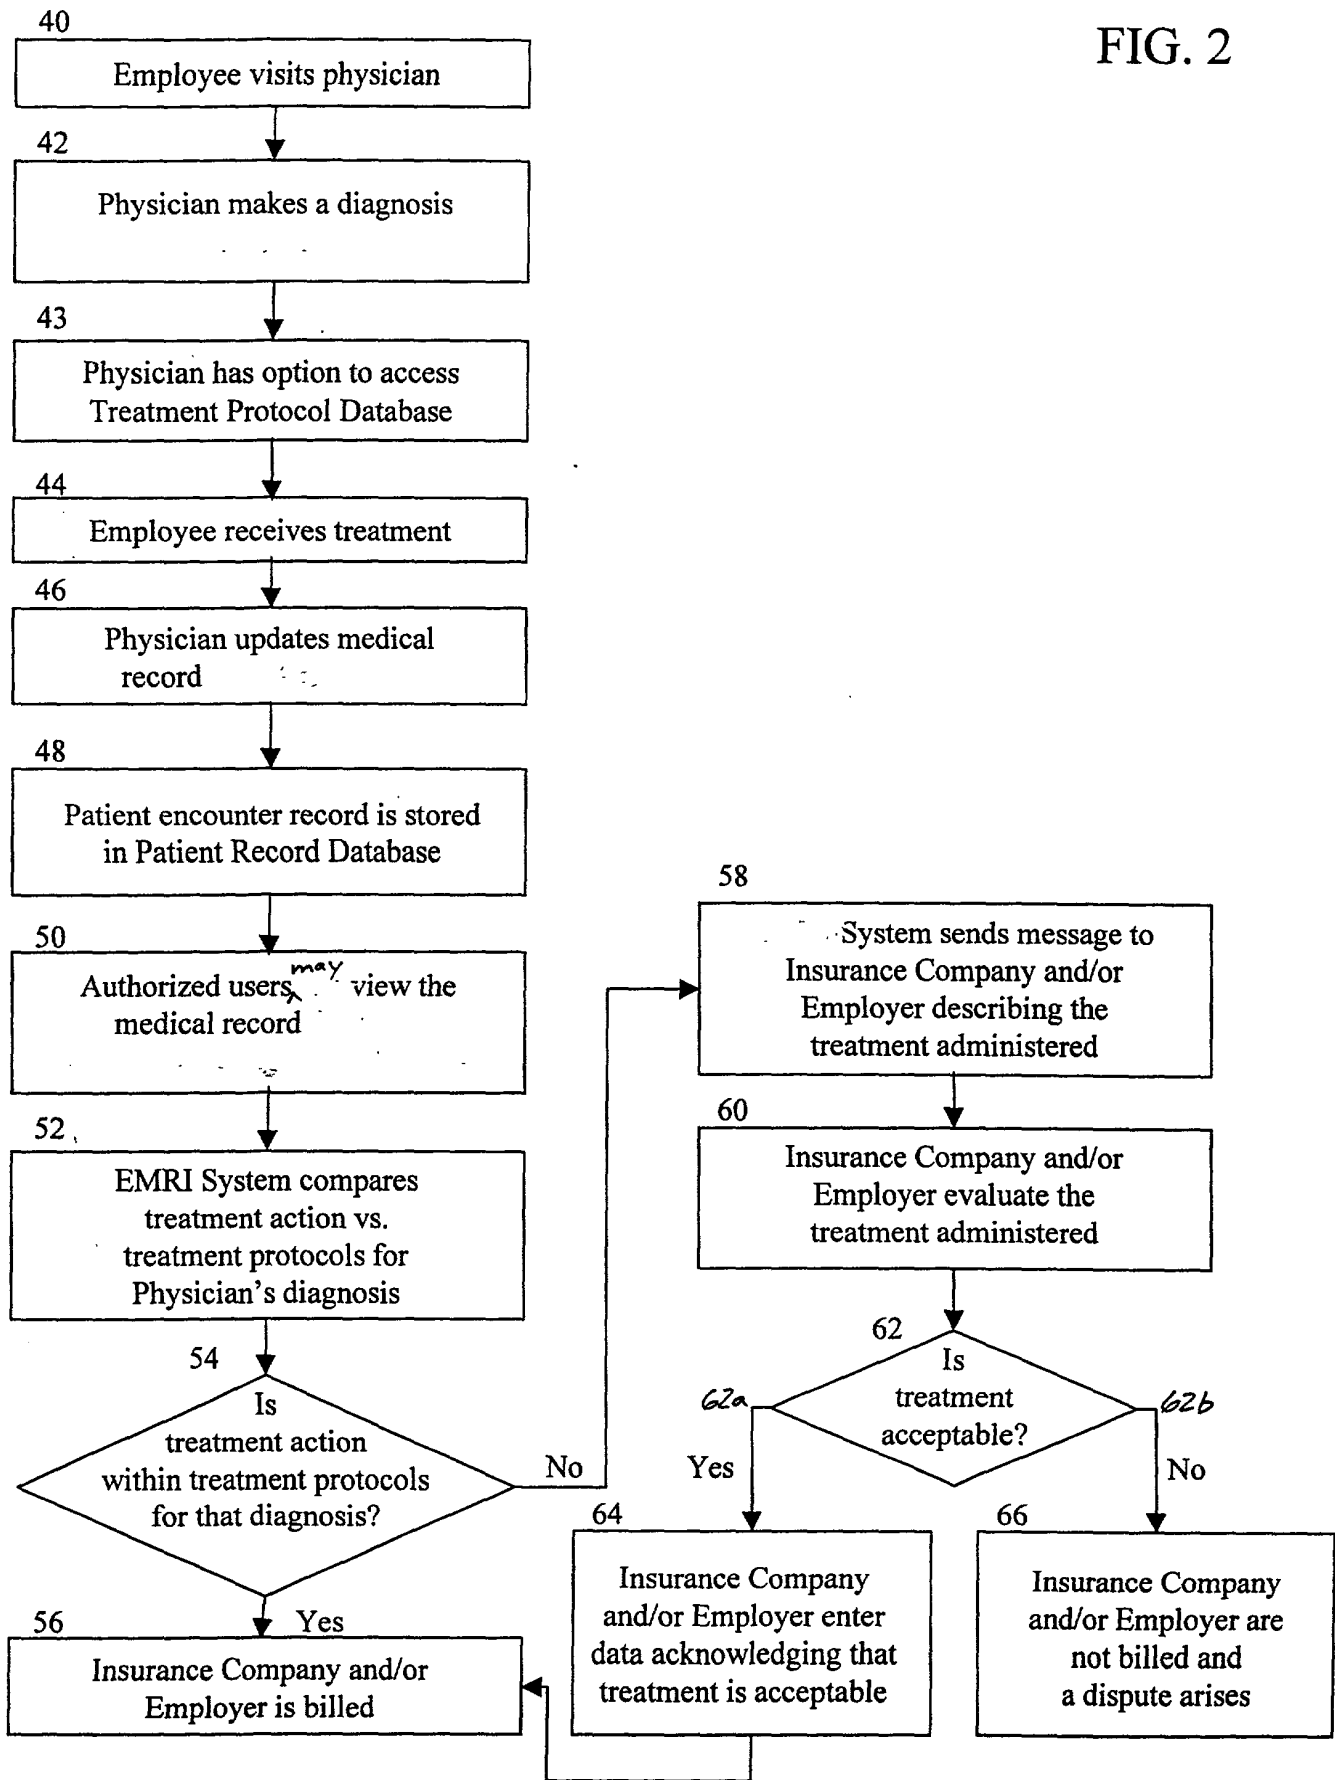 FIG. 2
40
Employee visits physician
42
Physician makes a diagnosis
43
Physician has option to access
Treatment Protocol Database
44
Employee receives treatment
46
Physician updates medical
record
48
Patient encounter record is stored
in Patient Record Database
50
Authorized users may view the
medical record
52
EMRI System compares
treatment action vs.
treatment protocols for
Physician's diagnosis
54
Is
treatment action
within treatment protocols
for that diagnosis?
No
Yes
56
Insurance Company and/or
Employer is billed
58
System sends message to
Insurance Company and/or
Employer describing the
treatment administered
60
Insurance Company and/or
Employer evaluate the
treatment administered
62
Is
treatment
acceptable?
62a
62b
Yes
No
64
Insurance Company
and/or Employer enter
data acknowledging that
treatment is acceptable
66
Insurance Company
and/or Employer are
not billed and
a dispute arises